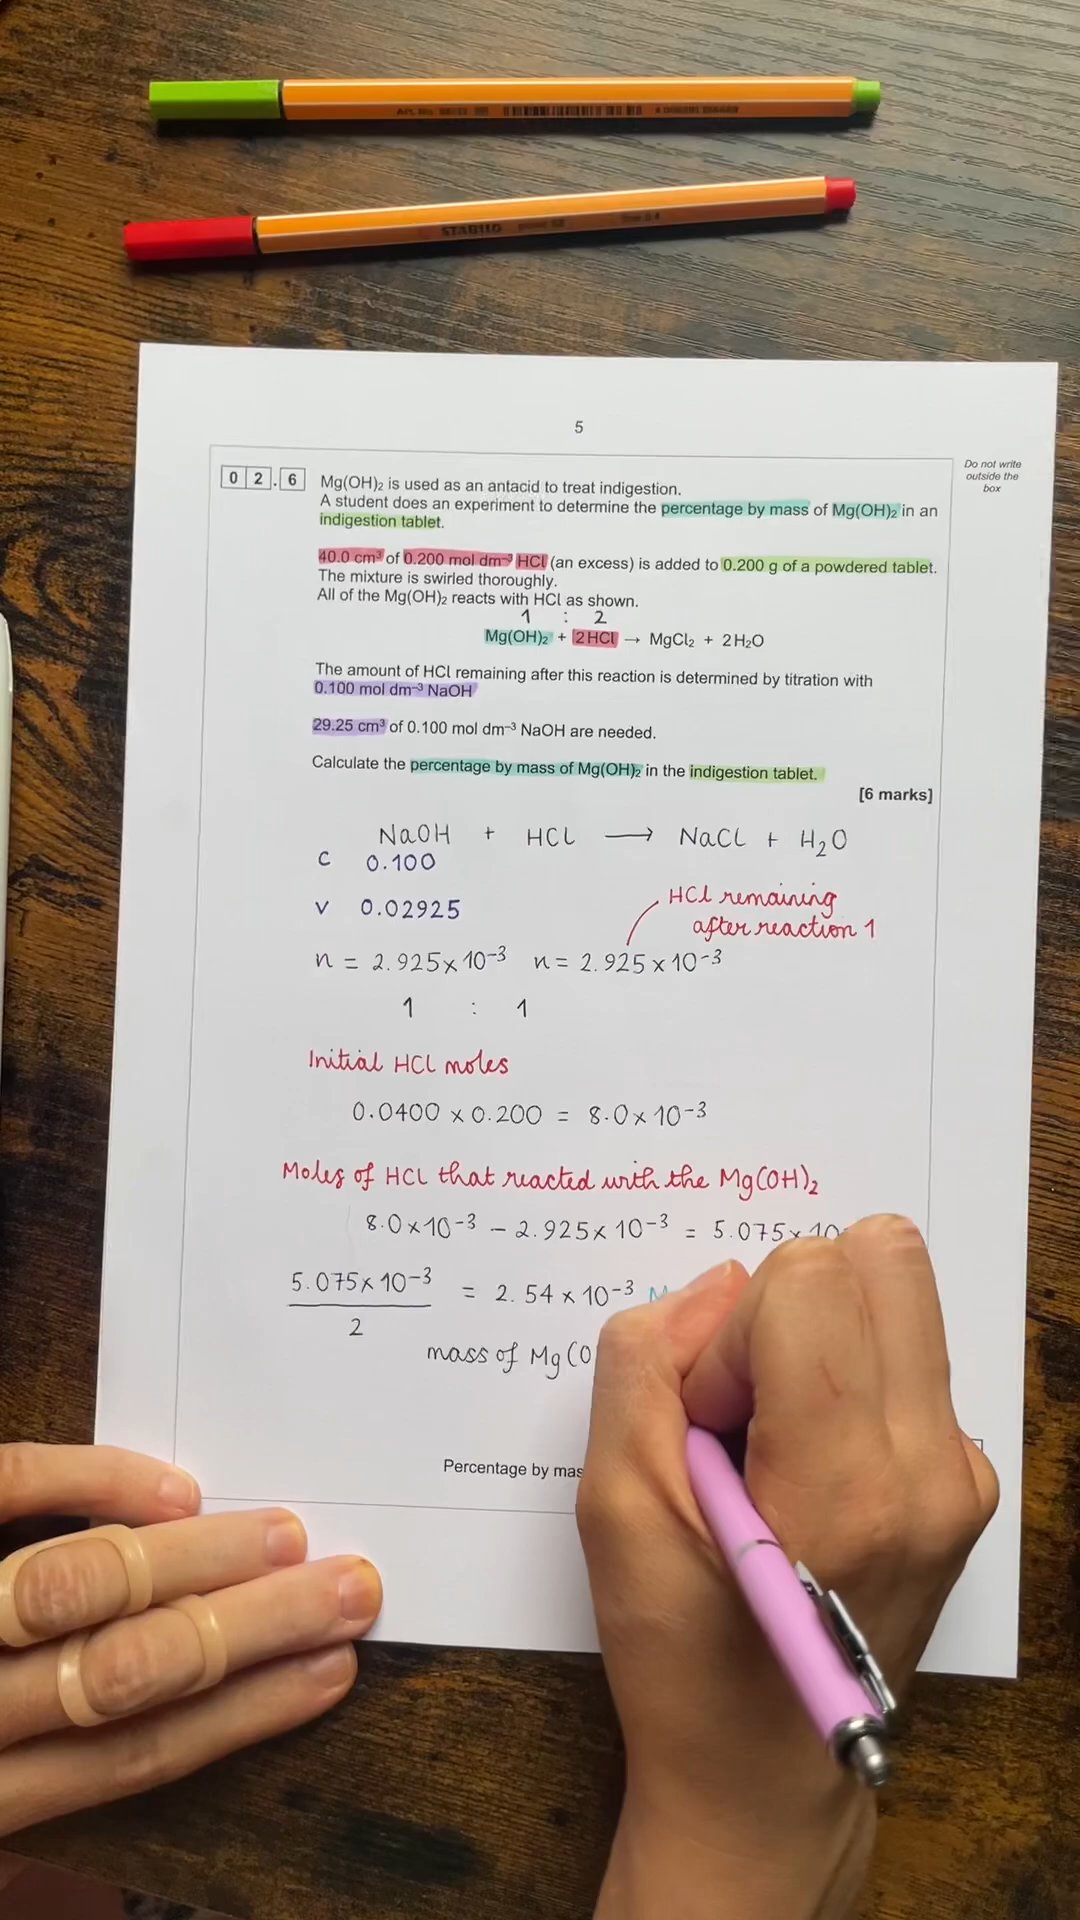 STABILO
5
Do not write
outside the
box
0 2 . 6 Mg(OH)₂ is used as an antacid to treat indigestion.
A student does an experiment to determine the percentage by mass of Mg(OH)₂ in an
indigestion tablet.
40.0 cm³ of 0.200 mol dm⁻³ HCl (an excess) is added to 0.200 g of a powdered tablet.
The mixture is swirled thoroughly.
All of the Mg(OH)₂ reacts with HCl as shown.
1 : 2
Mg(OH)₂ + 2 HCl → MgCl₂ + 2 H₂O
The amount of HCl remaining after this reaction is determined by titration with
0.100 mol dm⁻³ NaOH
29.25 cm³ of 0.100 mol dm⁻³ NaOH are needed.
Calculate the percentage by mass of Mg(OH)₂ in the indigestion tablet.
[6 marks]
NaOH + HCl → NaCl + H₂O
c 0.100
v 0.02925
HCl remaining
after reaction 1
n = 2.925 × 10⁻³ n = 2.925 × 10⁻³
1 : 1
Initial HCl moles
0.0400 × 0.200 = 8.0 × 10⁻³
Moles of HCl that reacted with the Mg(OH)₂
8.0 × 10⁻³ − 2.925 × 10⁻³ = 5.075 × 10
5.075 × 10⁻³ = 2.54 × 10⁻³ M
2
mass of Mg(O
Percentage by mas